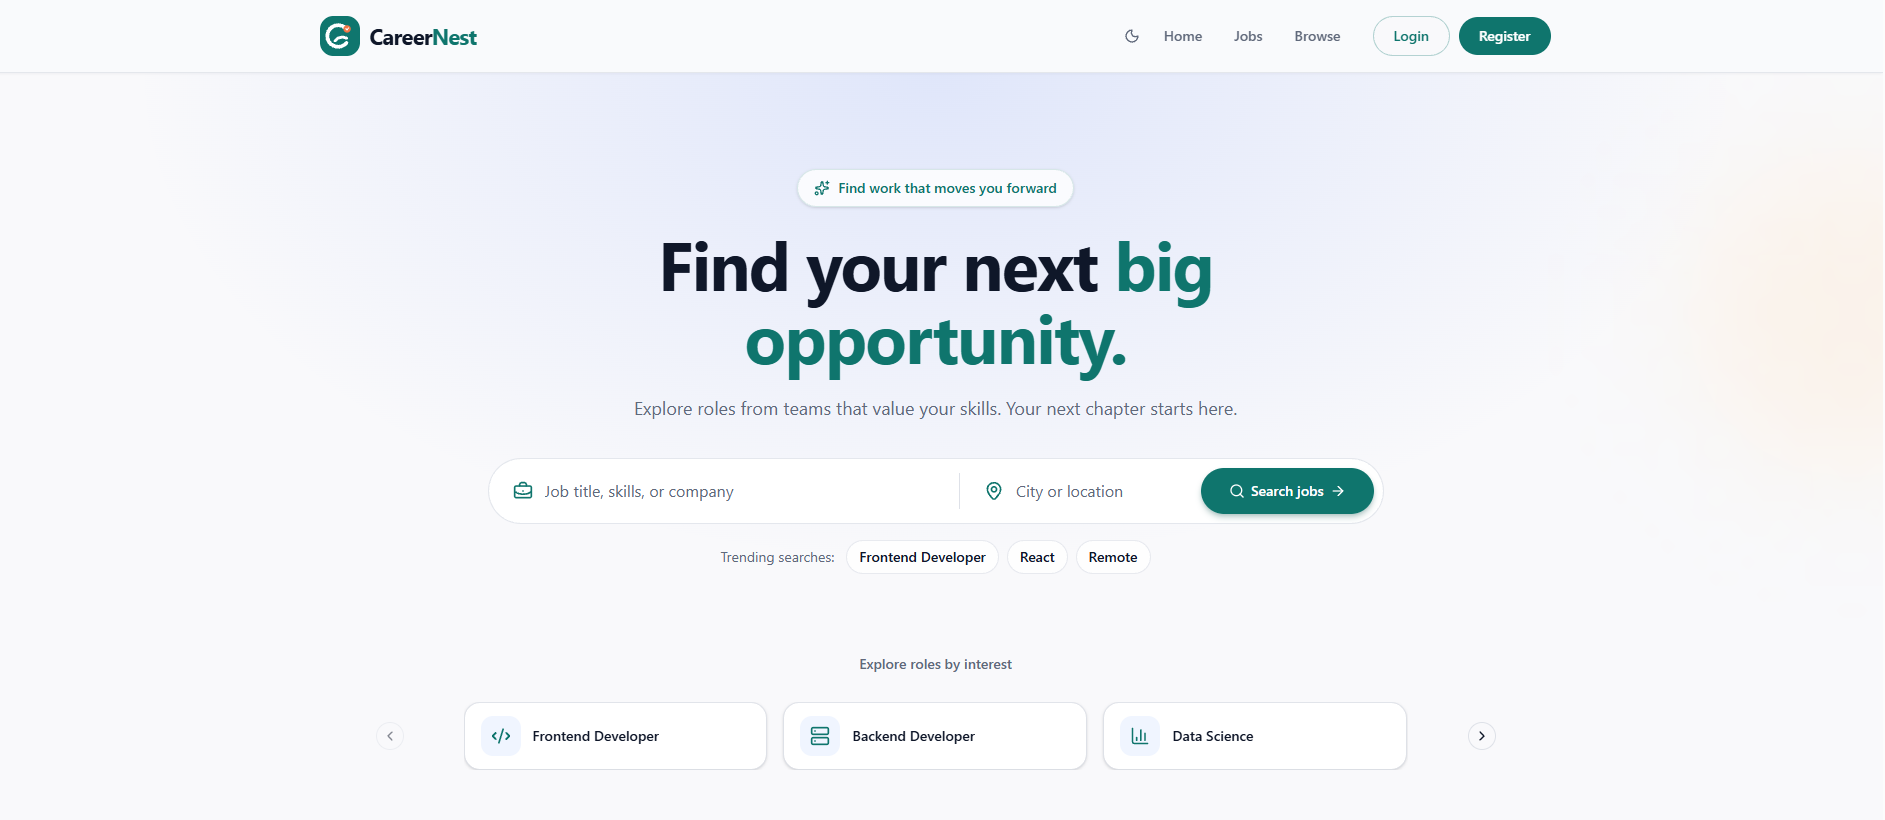 CareerNest
Home
Jobs
Browse
Login
Register
Find work that moves you forward
Find your next big
opportunity.
Explore roles from teams that value your skills. Your next chapter starts here.
Job title, skills, or company
City or location
Search jobs
Trending searches:
Frontend Developer
React
Remote
Explore roles by interest
Frontend Developer
Backend Developer
Data Science